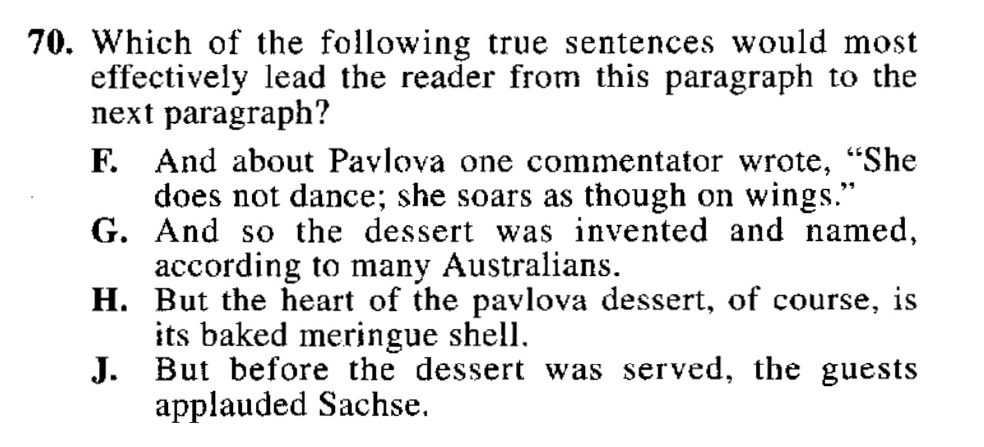 70. Which of the following true sentences would most
effectively lead the reader from this paragraph to the
next paragraph?
F. And about Pavlova one commentator wrote, “She
does not dance; she soars as though on wings.”
G. And so the dessert was invented and named,
according to many Australians.
H. But the heart of the pavlova dessert, of course, is
its baked meringue shell.
J. But before the dessert was served, the guests
applauded Sachse.